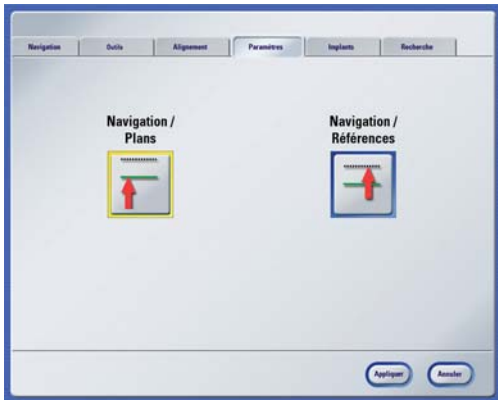 Navigation
Outils
Alignement
Paramètres
Implants
Recherche
Navigation /
Plans
Navigation /
Références
Appliquer
Annuler